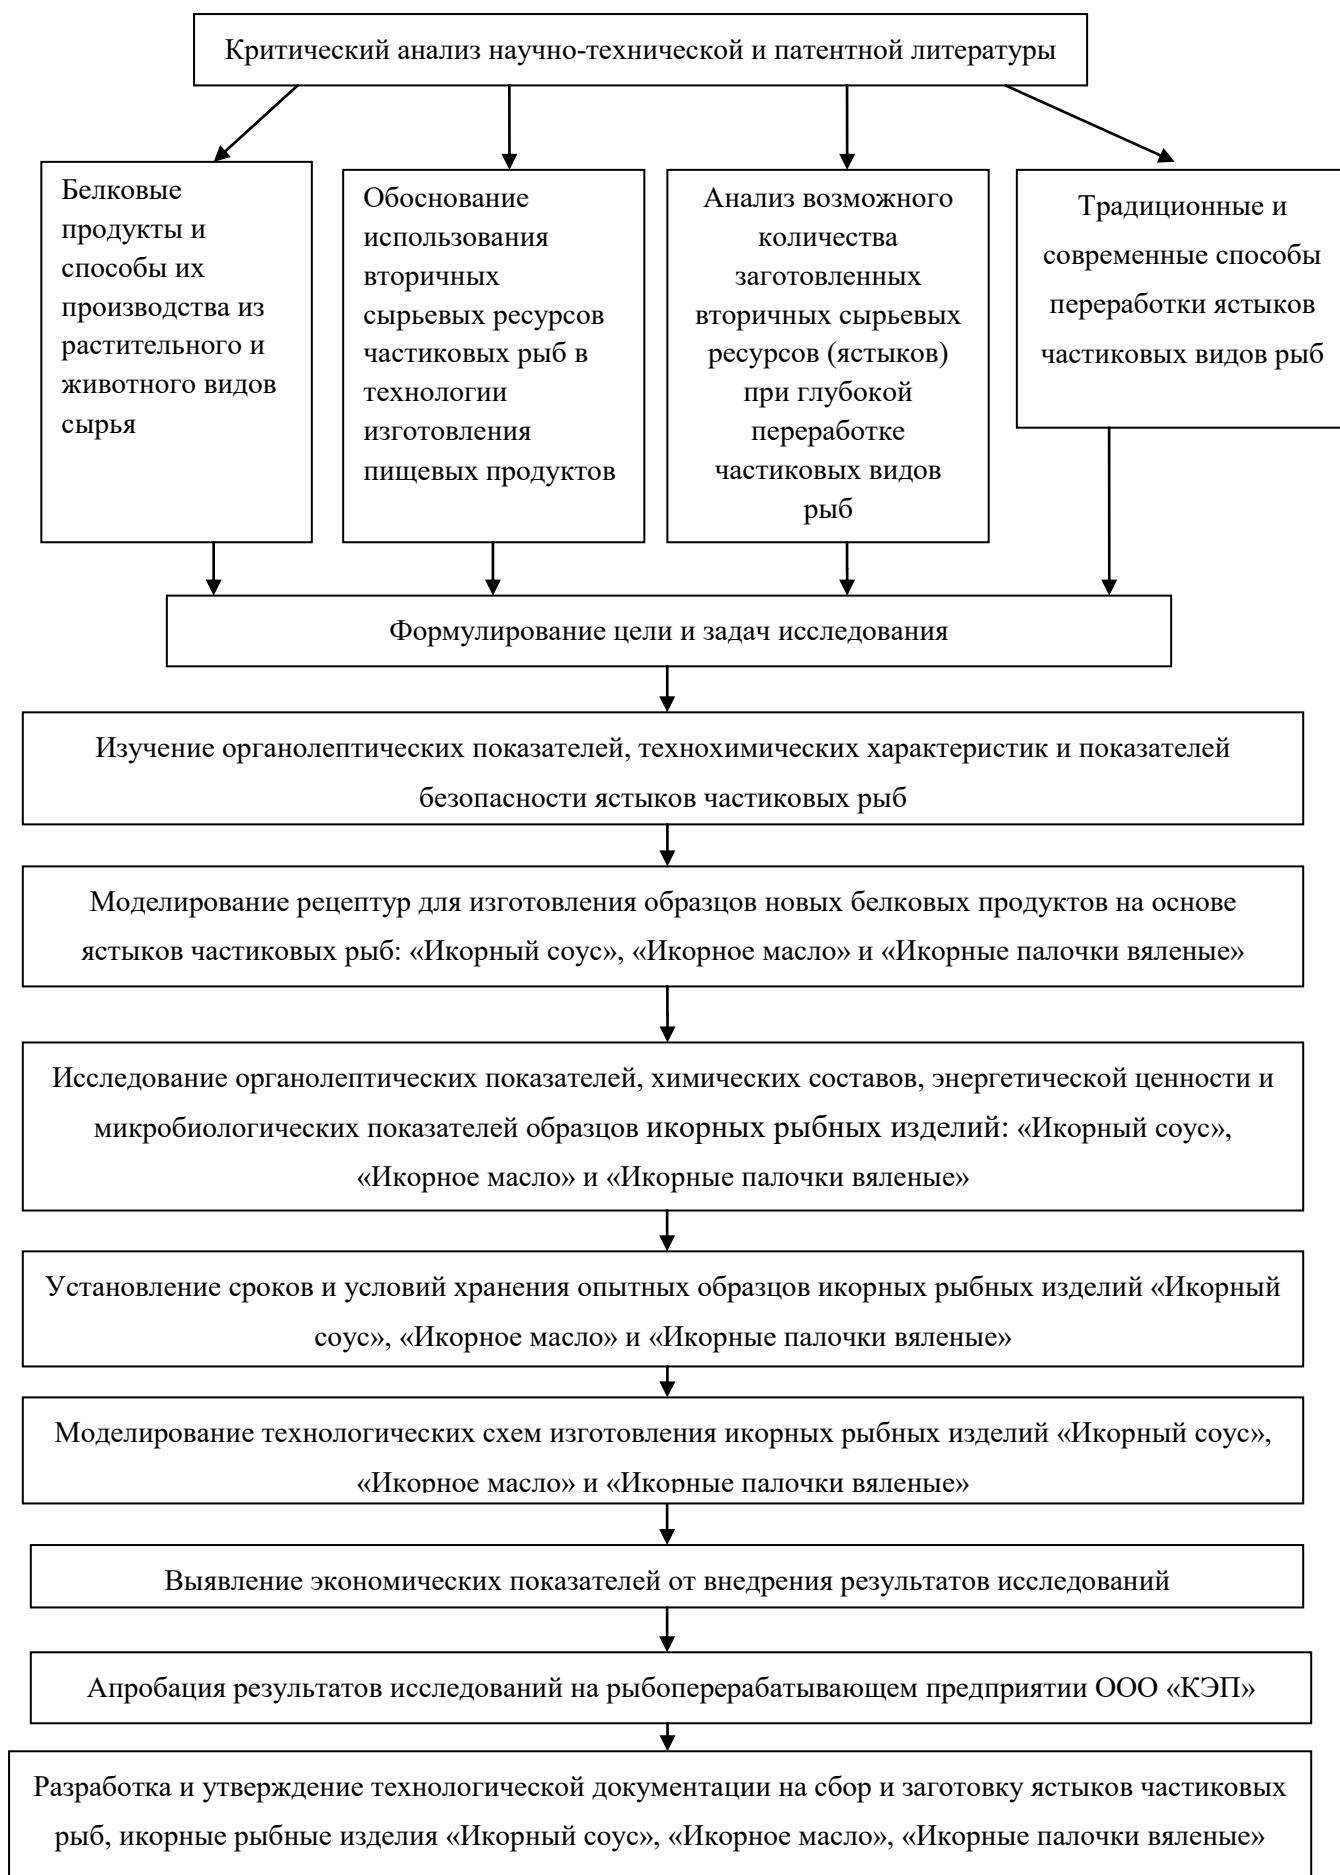 Критический анализ научно-технической и патентной литературы
Белковые
продукты и
способы их
производства из
растительного и
животного видов
сырья
Обоснование
использования
вторичных
сырьевых ресурсов
частиковых рыб в
технологии
изготовления
пищевых продуктов
Анализ возможного
количества
заготовленных
вторичных сырьевых
ресурсов (ястыков)
при глубокой
переработке
частиковых видов
рыб
Традиционные и
современные способы
переработки ястыков
частиковых видов рыб
Формулирование цели и задач исследования
Изучение органолептических показателей, технохимических характеристик и показателей
безопасности ястыков частиковых рыб
Моделирование рецептур для изготовления образцов новых белковых продуктов на основе
ястыков частиковых рыб: «Икорный соус», «Икорное масло» и «Икорные палочки вяленые»
Исследование органолептических показателей, химических составов, энергетической ценности и
микробиологических показателей образцов икорных рыбных изделий: «Икорный соус»,
«Икорное масло» и «Икорные палочки вяленые»
Установление сроков и условий хранения опытных образцов икорных рыбных изделий «Икорный
соус», «Икорное масло» и «Икорные палочки вяленые»
Моделирование технологических схем изготовления икорных рыбных изделий «Икорный соус»,
«Икорное масло» и «Икорные палочки вяленые»
Выявление экономических показателей от внедрения результатов исследований
Апробация результатов исследований на рыбоперерабатывающем предприятии ООО «КЭП»
Разработка и утверждение технологической документации на сбор и заготовку ястыков частиковых
рыб, икорные рыбные изделия «Икорный соус», «Икорное масло», «Икорные палочки вяленые»